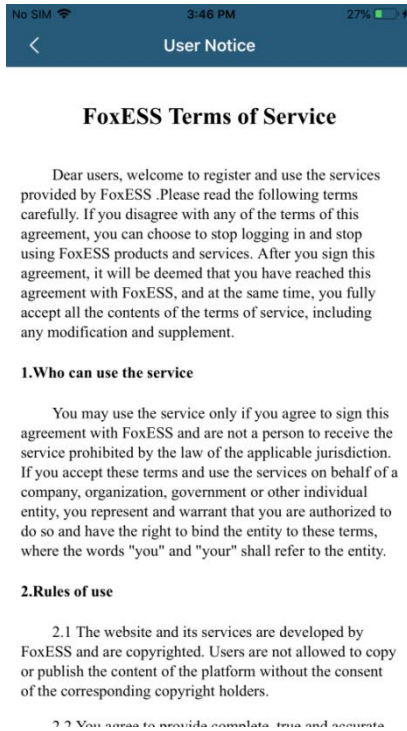 No SIM 3:46 PM 27%
User Notice
FoxESS Terms of Service
Dear users, welcome to register and use the services
provided by FoxESS .Please read the following terms
carefully. If you disagree with any of the terms of this
agreement, you can choose to stop logging in and stop
using FoxESS products and services. After you sign this
agreement, it will be deemed that you have reached this
agreement with FoxESS, and at the same time, you fully
accept all the contents of the terms of service, including
any modification and supplement.
1.Who can use the service
You may use the service only if you agree to sign this
agreement with FoxESS and are not a person to receive the
service prohibited by the law of the applicable jurisdiction.
If you accept these terms and use the services on behalf of a
company, organization, government or other individual
entity, you represent and warrant that you are authorized to
do so and have the right to bind the entity to these terms,
where the words "you" and "your" shall refer to the entity.
2.Rules of use
2.1 The website and its services are developed by
FoxESS and are copyrighted. Users are not allowed to copy
or publish the content of the platform without the consent
of the corresponding copyright holders.
2.2 You agree to provide complete, true and accurate